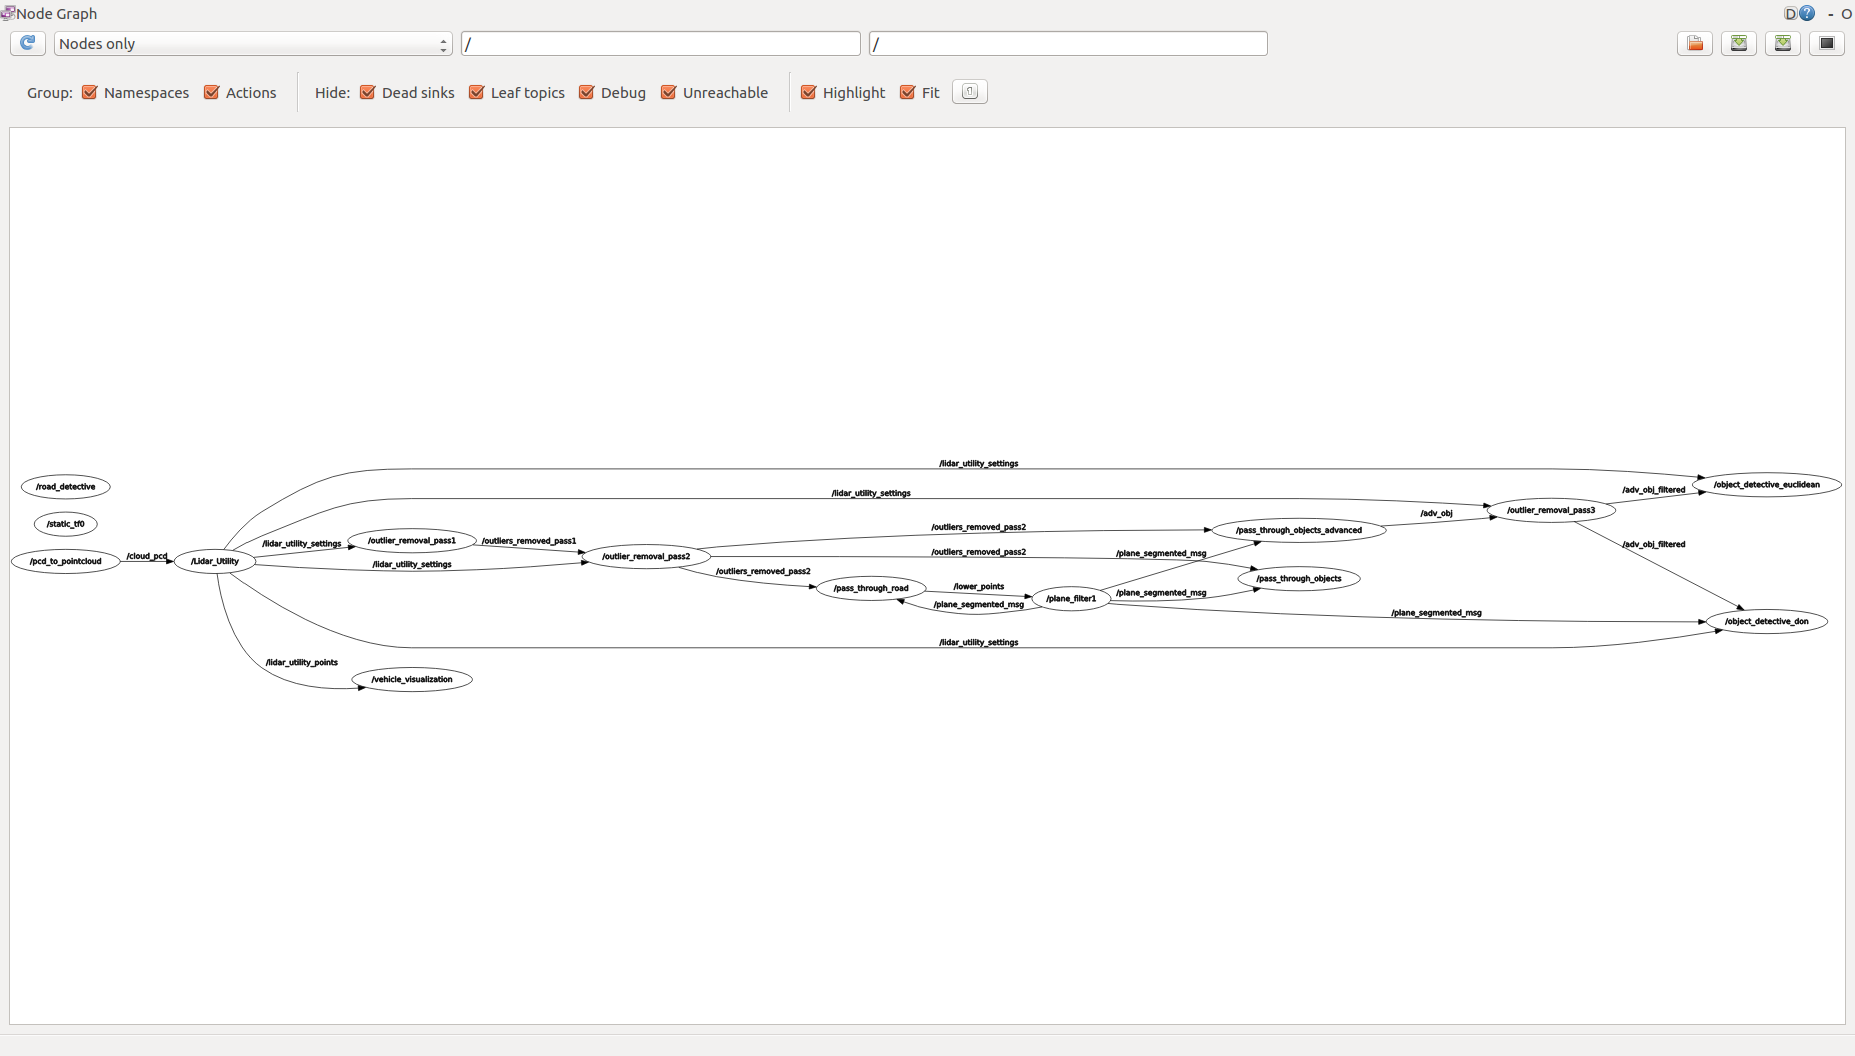 Node Graph
D ? - O
Nodes only
/
/
Group: Namespaces Actions Hide: Dead sinks Leaf topics Debug Unreachable Highlight Fit
/lidar_utility_settings
/road_detective
/object_detective_euclidean
/adv_obj_filtered
/lidar_utility_settings
/outlier_removal_pass3
/adv_obj
/static_tf0
/outliers_removed_pass2
/pass_through_objects_advanced
/lidar_utility_settings
/outlier_removal_pass1
/outliers_removed_pass1
/adv_obj_filtered
/pcd_to_pointcloud
/cloud_pcd
/Lidar_Utility
/lidar_utility_settings
/outlier_removal_pass2
/outliers_removed_pass2
/plane_segmented_msg
/outliers_removed_pass2
/pass_through_objects
/pass_through_road
/lower_points
/plane_segmented_msg
/plane_filter1
/plane_segmented_msg
/plane_segmented_msg
/object_detective_don
/lidar_utility_settings
/lidar_utility_points
/vehicle_visualization